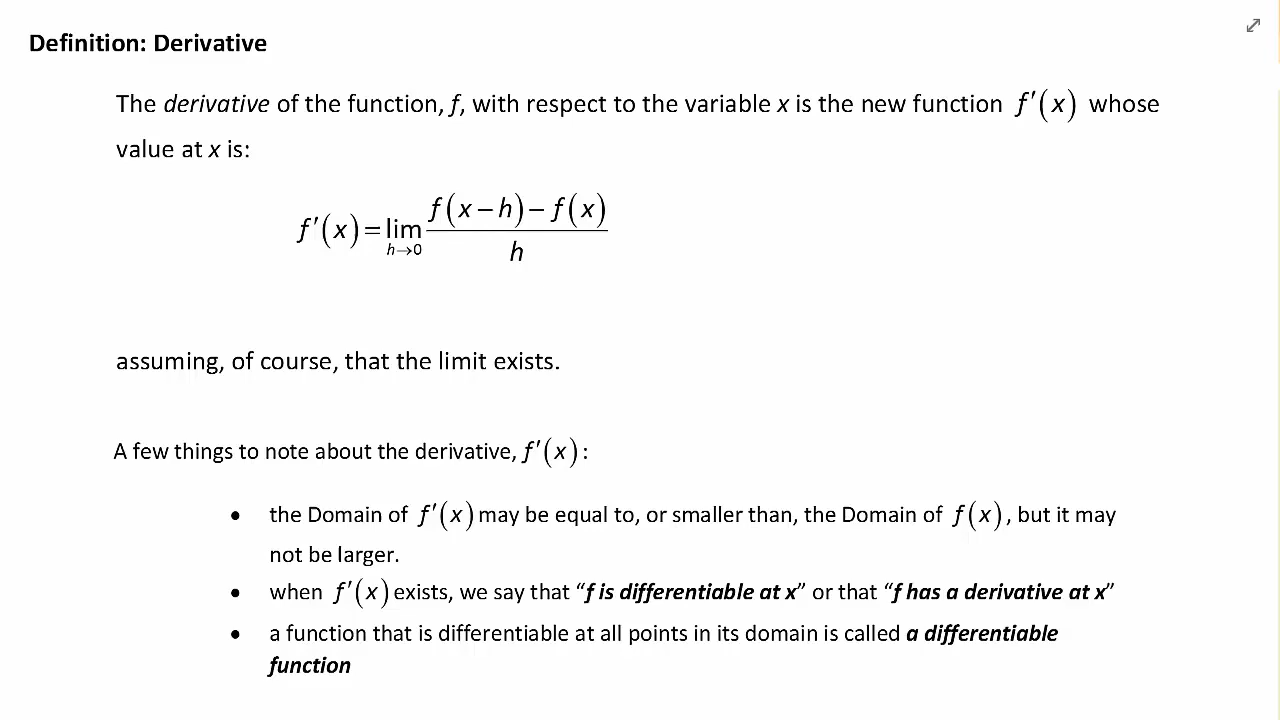 Definition: Derivative
The derivative of the function, f, with respect to the variable x is the new function f′(x) whose
value at x is:
f′(x) = lim h→0 f(x − h) − f(x) / h
assuming, of course, that the limit exists.
A few things to note about the derivative, f′(x):
• the Domain of f′(x) may be equal to, or smaller than, the Domain of f(x), but it may
not be larger.
• when f′(x) exists, we say that “f is differentiable at x” or that “f has a derivative at x”
• a function that is differentiable at all points in its domain is called a differentiable
function